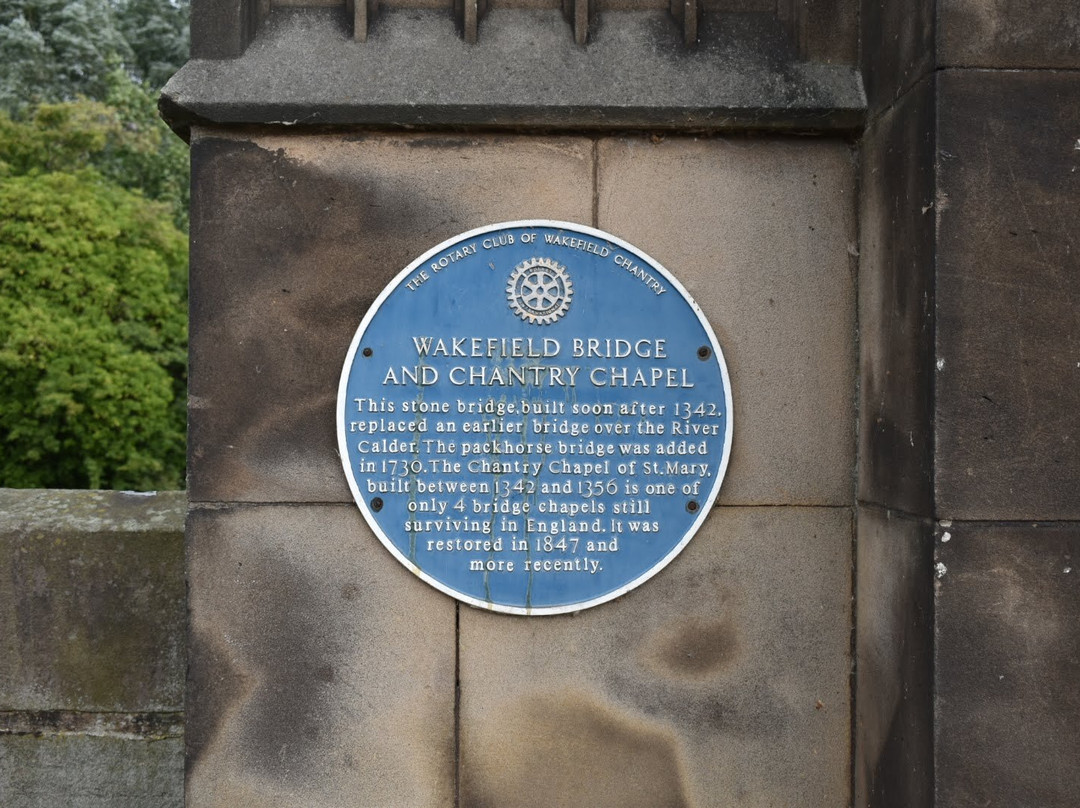 THE ROTARY CLUB OF WAKEFIELD CHANTRY
WAKEFIELD BRIDGE
AND CHANTRY CHAPEL
This stone bridge, built soon after 1342,
replaced an earlier bridge over the River
Calder. The packhorse bridge was added
in 1730. The Chantry Chapel of St. Mary,
built between 1342 and 1356 is one of
only 4 bridge chapels still
surviving in England. It was
restored in 1847 and
more recently.